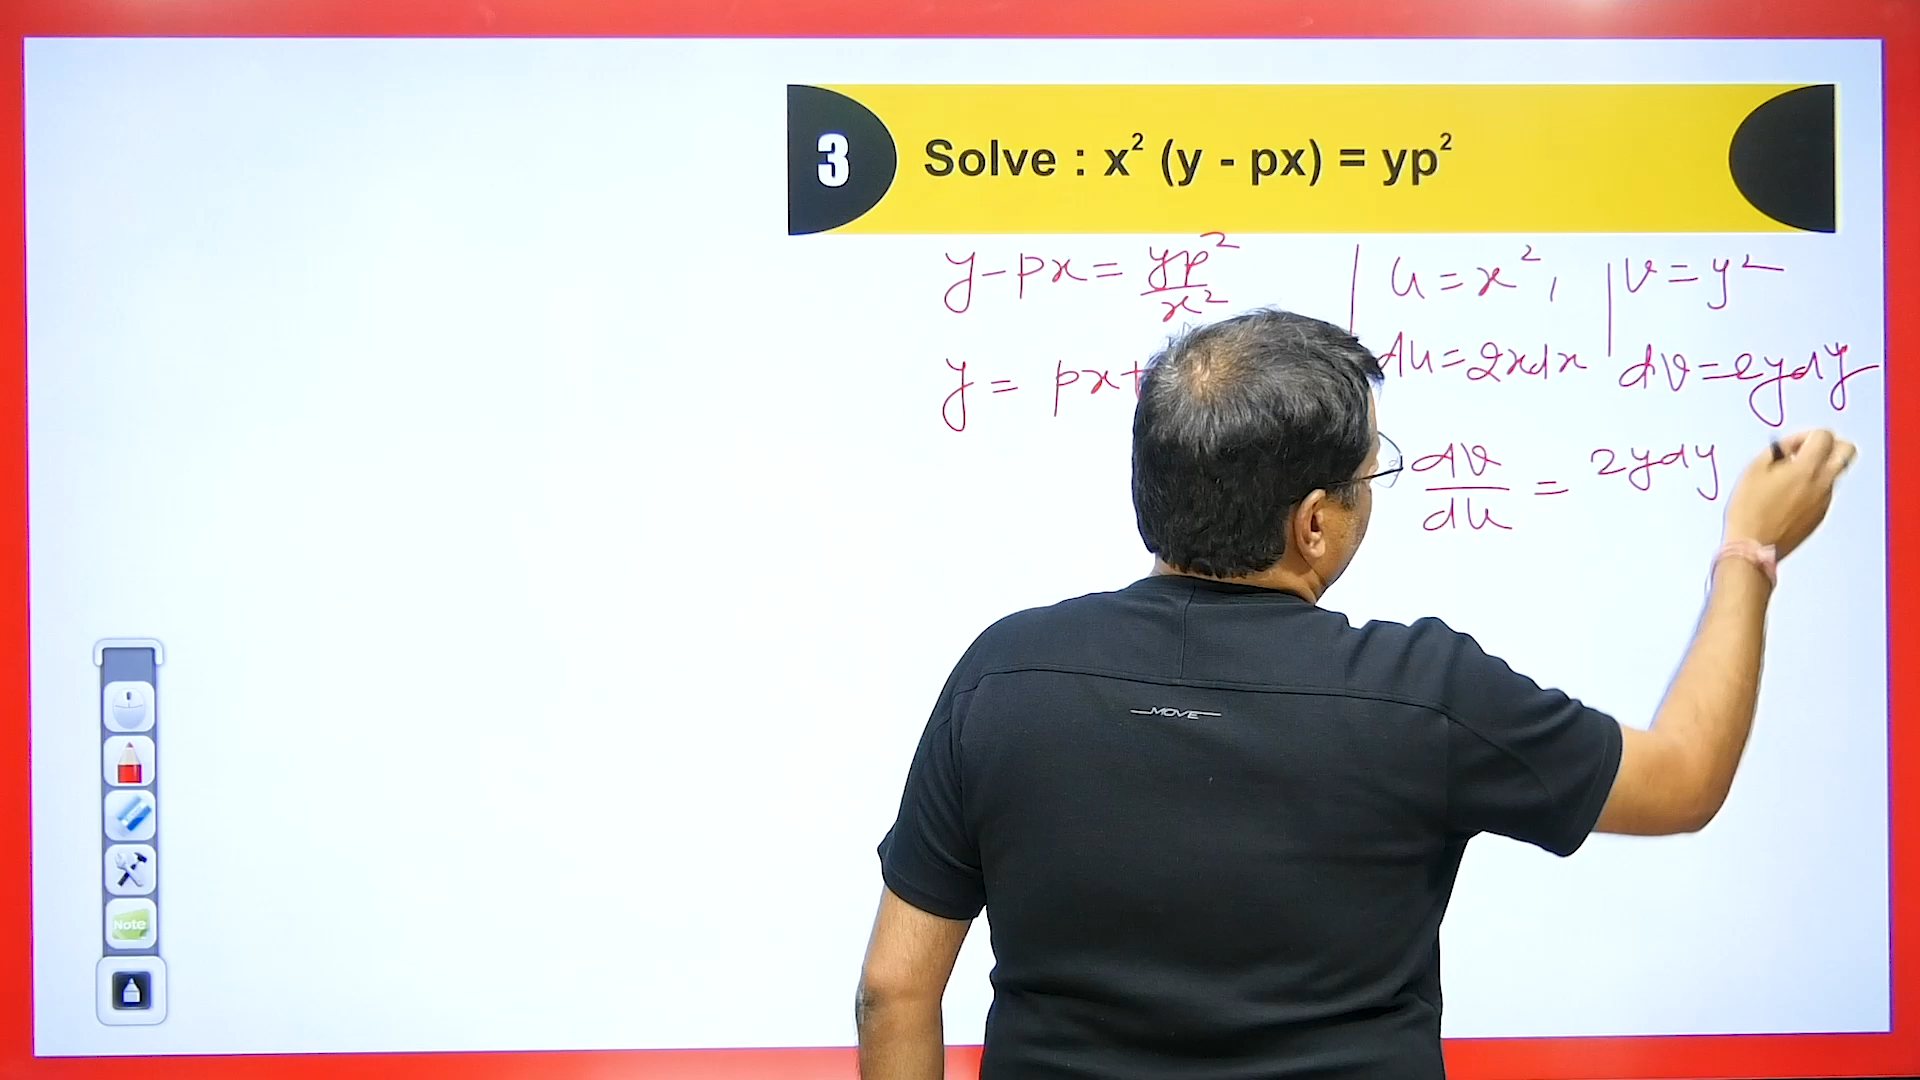 3 Solve : x² (y - px) = yp²
y - px = yp²/x²
u = x² ,
v = y²
y = px +
du = 2xdx
dv = 2ydy
dv/du = 2ydy
MOVE
Note